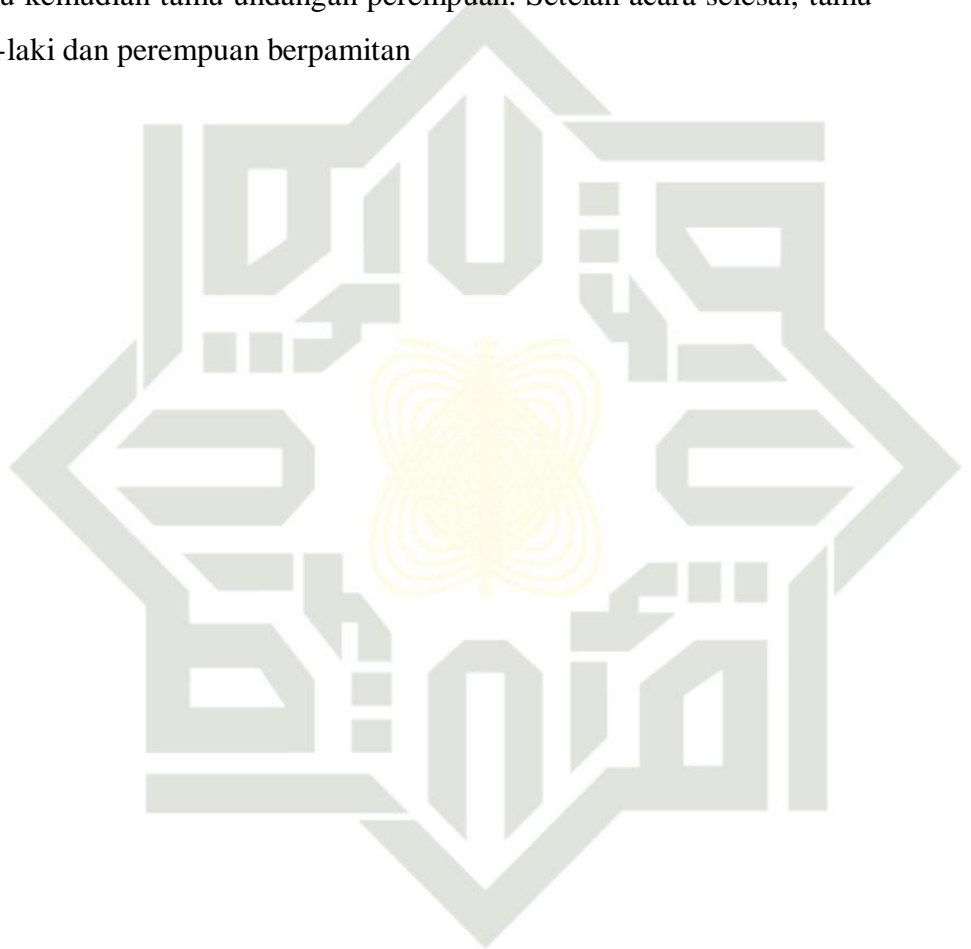 kemudian tamu undangan perempuan. Setelah acara selesai, tamu
-laki dan perempuan berpamitan